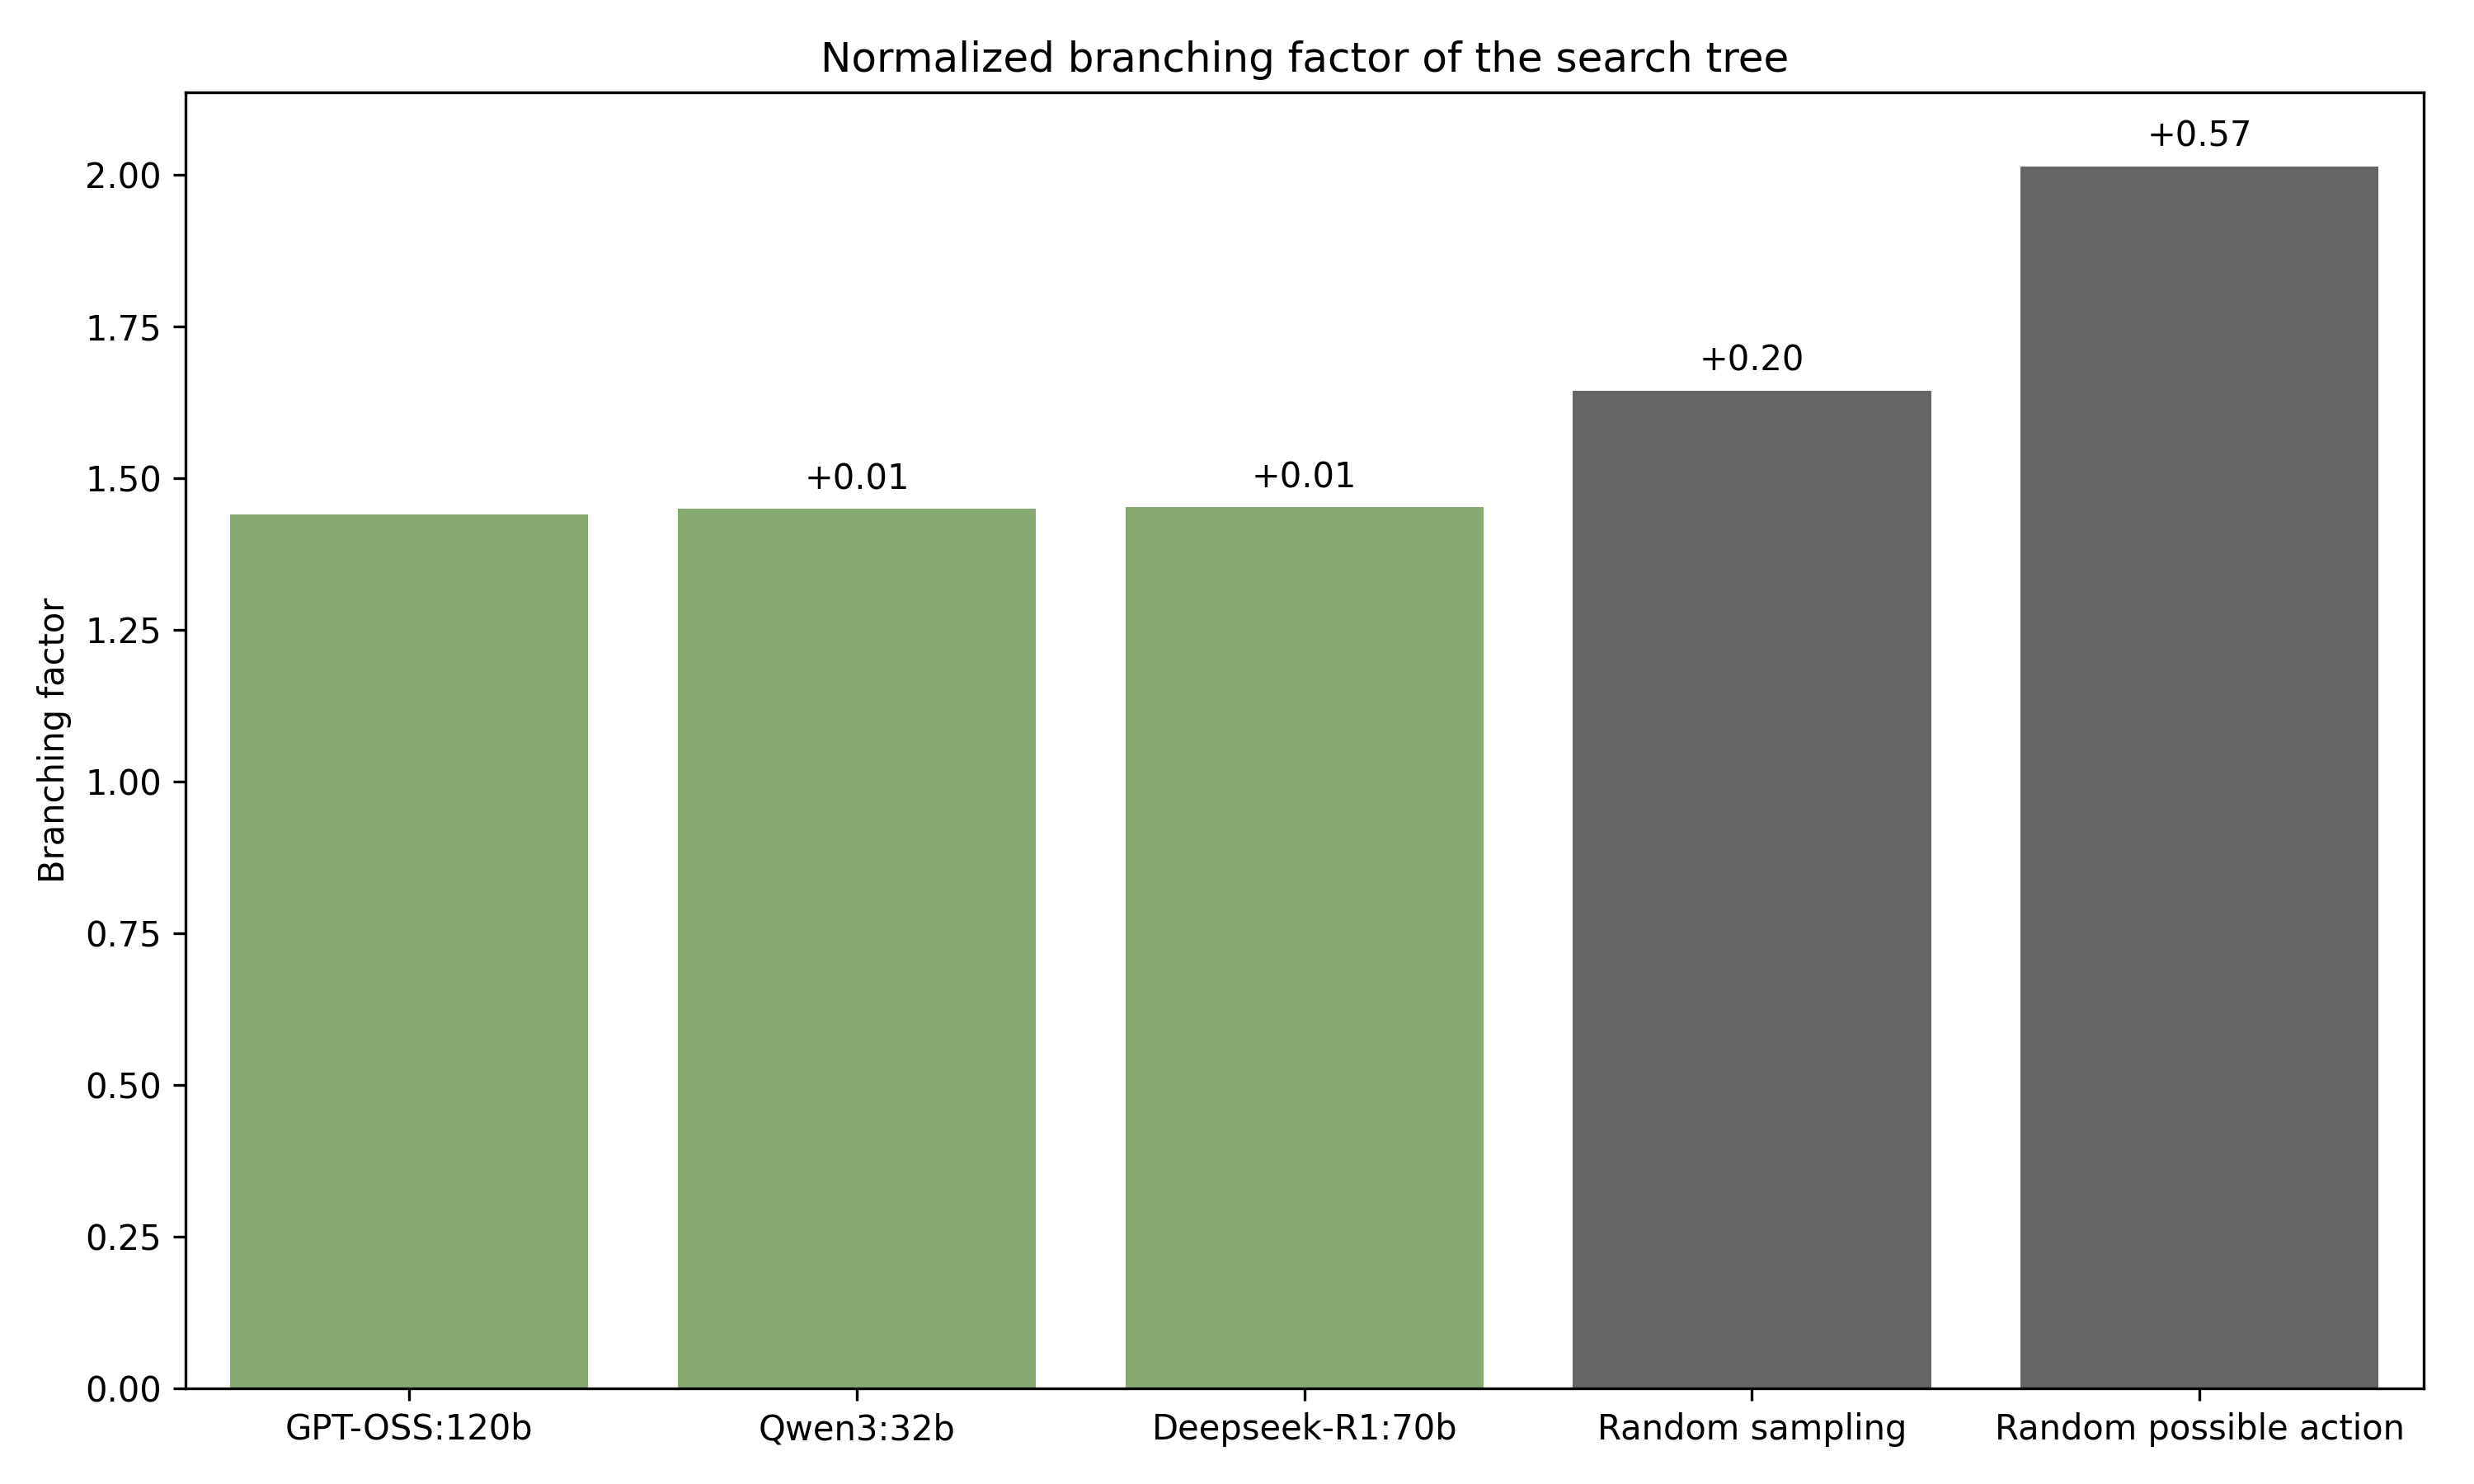 Normalized branching factor of the search tree
+0.57
2.00
+0.20
1.75
+0.01
+0.01
1.50
1.25
Branching factor
1.00
0.75
0.50
0.25
0.00
GPT-OSS:120b
Qwen3:32b
Deepseek-R1:70b
Random sampling
Random possible action